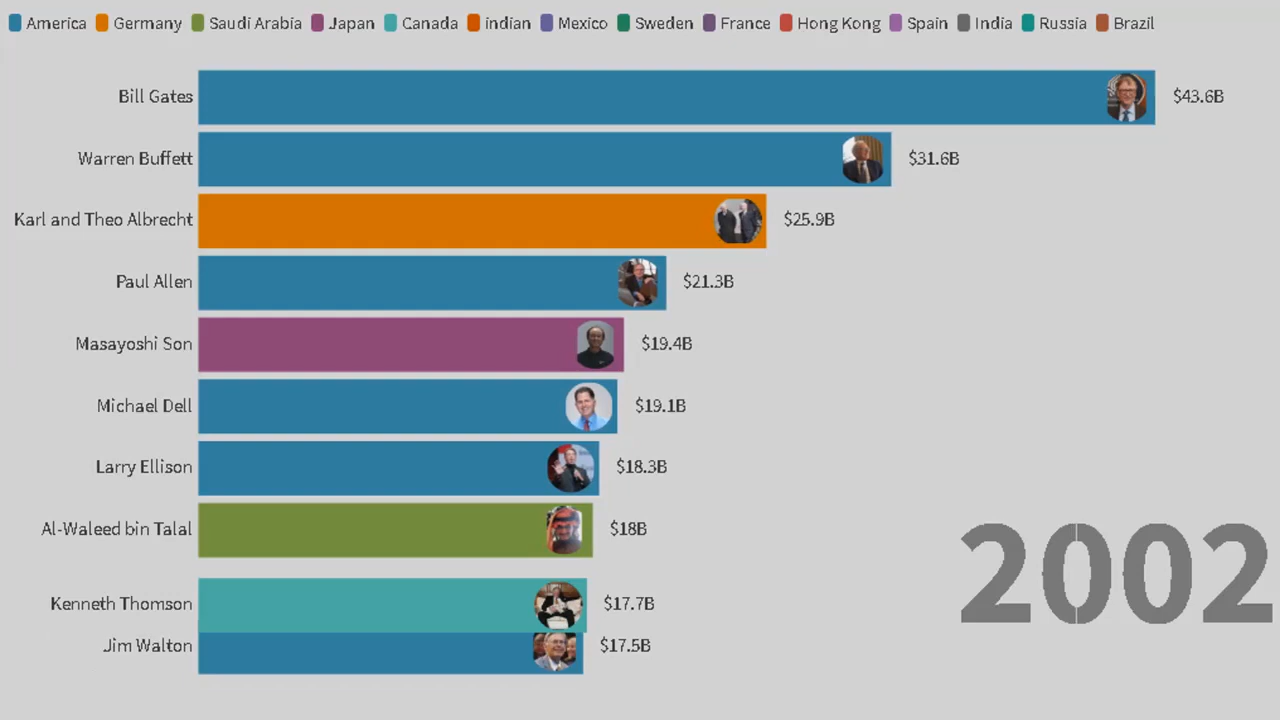 America Germany Saudi Arabia Japan Canada indian Mexico Sweden France Hong Kong Spain India Russia Brazil
Bill Gates $43.6B
Warren Buffett $31.6B
Karl and Theo Albrecht $25.9B
Paul Allen $21.3B
Masayoshi Son $19.4B
Michael Dell $19.1B
Larry Ellison $18.3B
Al-Waleed bin Talal $18B
2002
Kenneth Thomson $17.7B
Jim Walton $17.5B